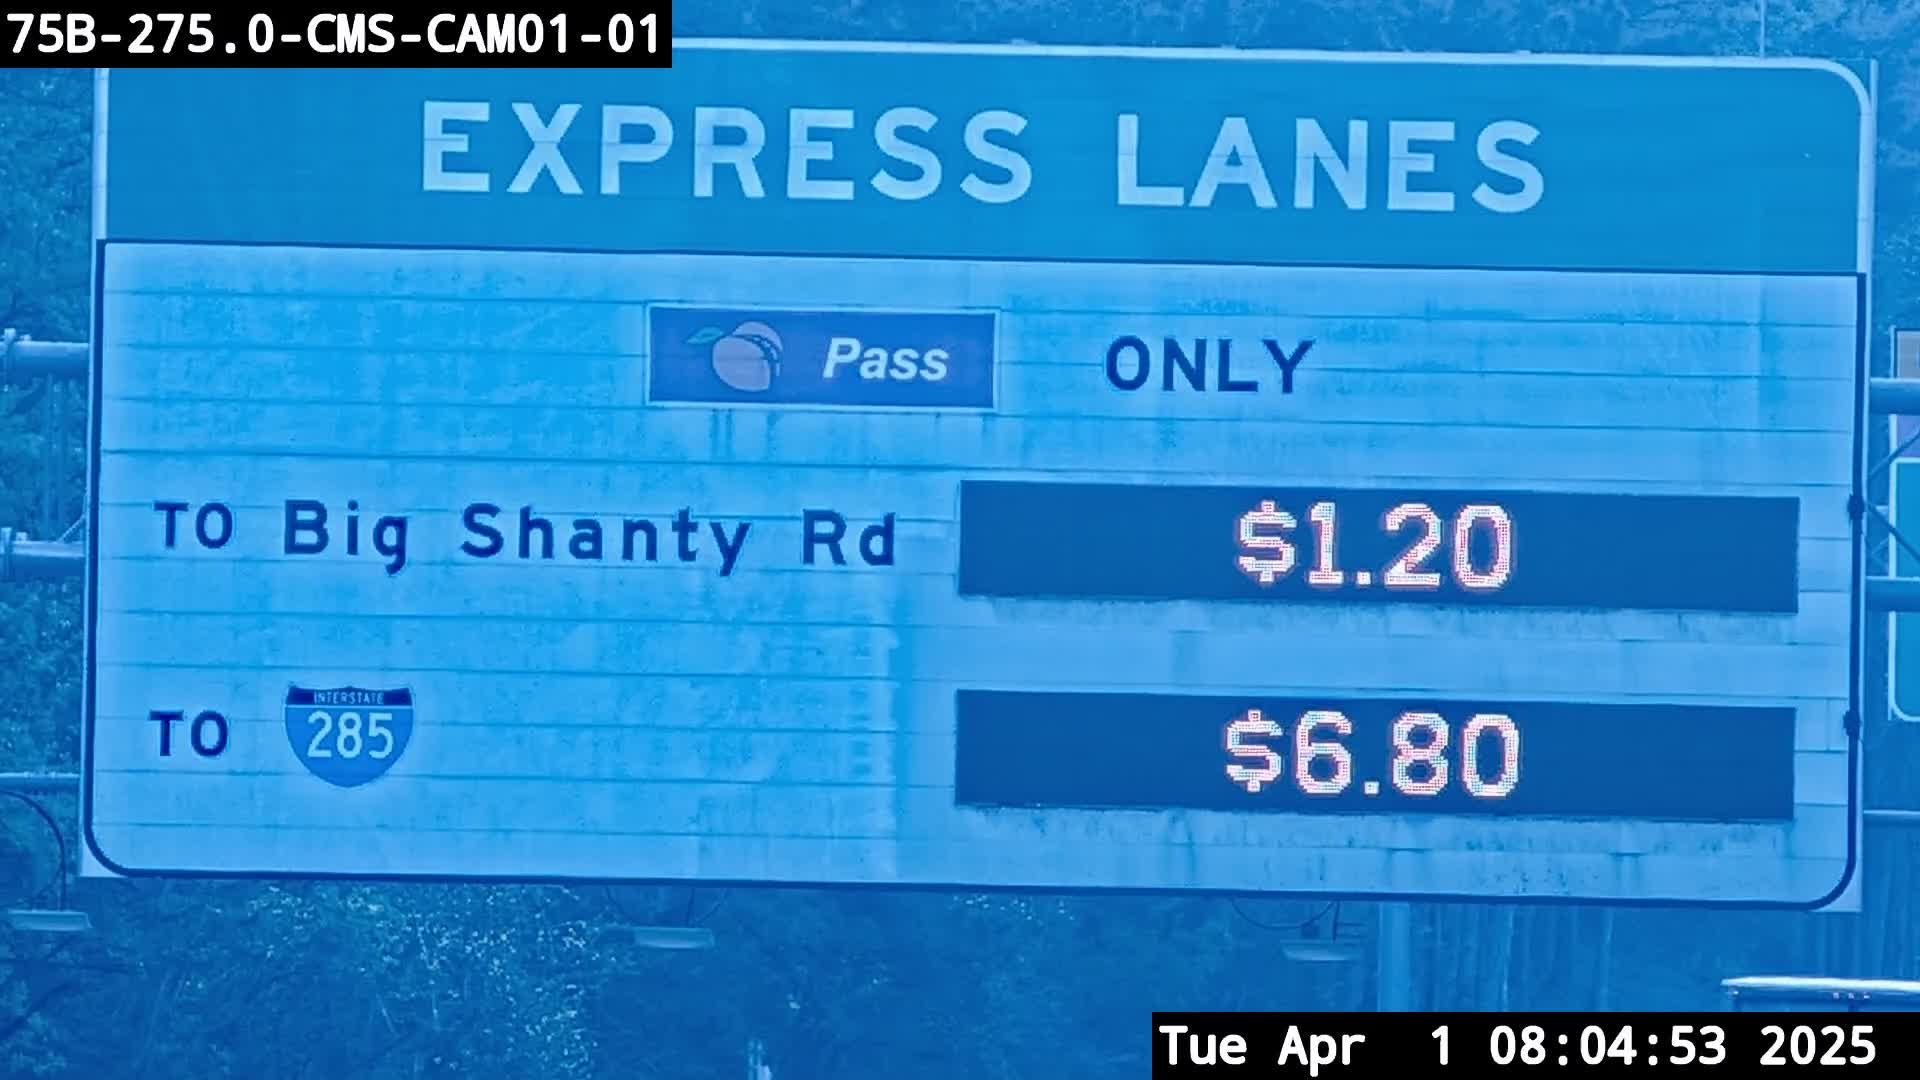 75B-275.0-CMS-CAM01-01
EXPRESS LANES
Pass ONLY
TO Big Shanty Rd $1.20
TO INTERSTATE 285 $6.80
Tue Apr 1 08:04:53 2025